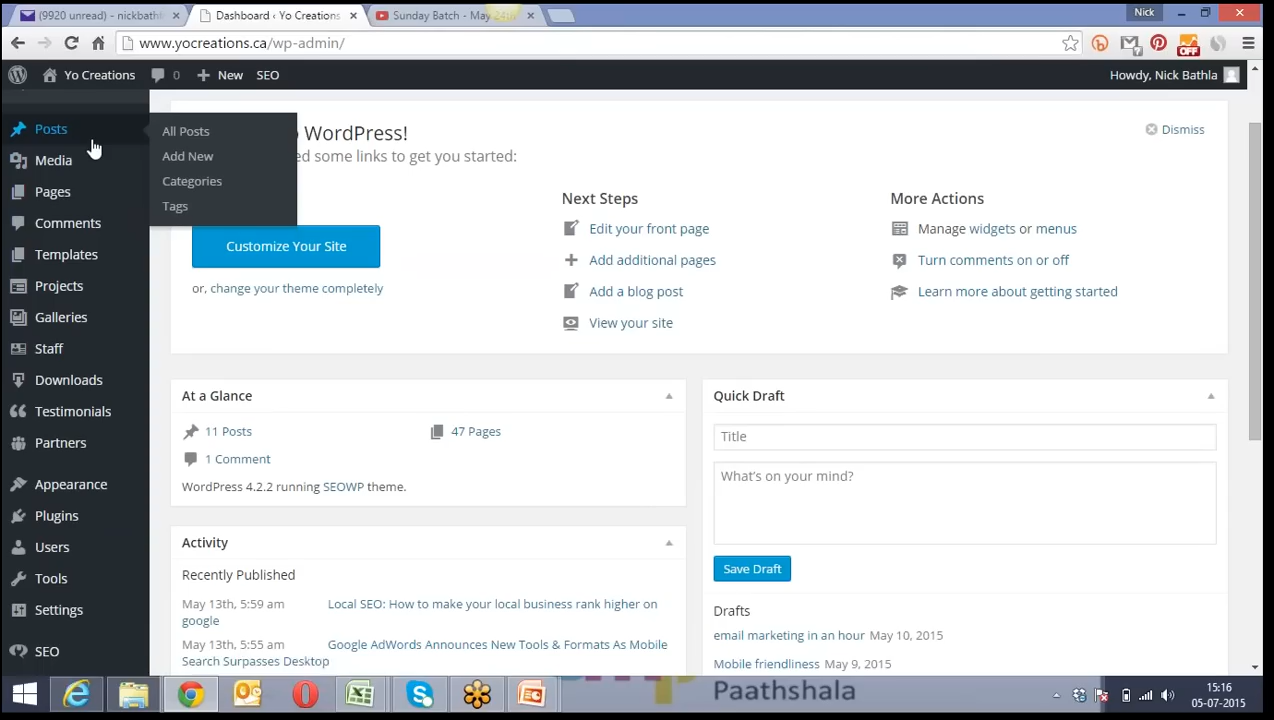 (9920 unread) – nickbathl
Dashboard ‹ Yo Creations
Sunday Batch - May 24th
Nick
www.yocreations.ca/wp-admin/
Yo Creations
0
New
SEO
Howdy, Nick Bathla
Posts
Media
Pages
Comments
Templates
Projects
Galleries
Staff
Downloads
Testimonials
Partners
Appearance
Plugins
Users
Tools
Settings
SEO
All Posts
Add New
Categories
Tags
WordPress!
ed some links to get you started:
Dismiss
Customize Your Site
or, change your theme completely
Next Steps
Edit your front page
Add additional pages
Add a blog post
View your site
More Actions
Manage widgets or menus
Turn comments on or off
Learn more about getting started
At a Glance
11 Posts
47 Pages
1 Comment
WordPress 4.2.2 running SEOWP theme.
Activity
Recently Published
May 13th, 5:59 am Local SEO: How to make your local business rank higher on
google
May 13th, 5:55 am Google AdWords Announces New Tools & Formats As Mobile
Search Surpasses Desktop
Quick Draft
Title
What's on your mind?
Save Draft
Drafts
email marketing in an hour May 10, 2015
Mobile friendliness May 9, 2015
Paathshala
OFF
15:16
05-07-2015